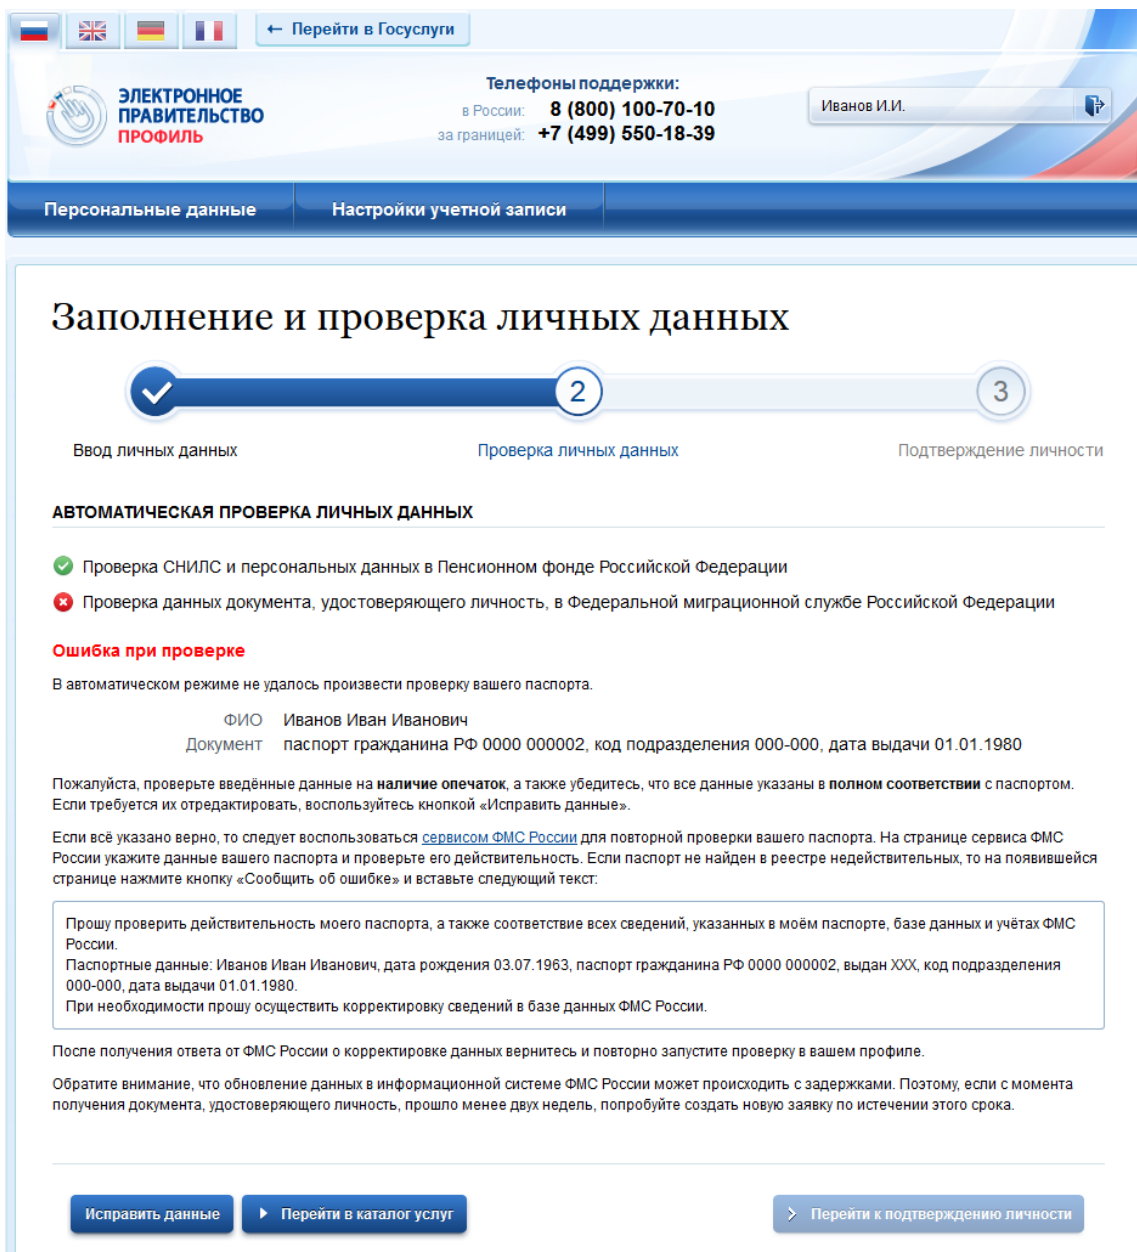 ← Перейти в Госуслуги
ЭЛЕКТРОННОЕ
ПРАВИТЕЛЬСТВО
ПРОФИЛЬ
Телефоны поддержки:
в России: 8 (800) 100-70-10
за границей: +7 (499) 550-18-39
Иванов И.И.
Персональные данные
Настройки учетной записи
Заполнение и проверка личных данных
2
3
Ввод личных данных
Проверка личных данных
Подтверждение личности
АВТОМАТИЧЕСКАЯ ПРОВЕРКА ЛИЧНЫХ ДАННЫХ
Проверка СНИЛС и персональных данных в Пенсионном фонде Российской Федерации
Проверка данных документа, удостоверяющего личность, в Федеральной миграционной службе Российской Федерации
Ошибка при проверке
В автоматическом режиме не удалось произвести проверку вашего паспорта.
ФИО Иванов Иван Иванович
Документ паспорт гражданина РФ 0000 000002, код подразделения 000-000, дата выдачи 01.01.1980
Пожалуйста, проверьте введённые данные на наличие опечаток, а также убедитесь, что все данные указаны в полном соответствии с паспортом.
Если требуется их отредактировать, воспользуйтесь кнопкой «Исправить данные».
Если всё указано верно, то следует воспользоваться сервисом ФМС России для повторной проверки вашего паспорта. На странице сервиса ФМС
России укажите данные вашего паспорта и проверьте его действительность. Если паспорт не найден в реестре недействительных, то на появившейся
странице нажмите кнопку «Сообщить об ошибке» и вставьте следующий текст:
Прошу проверить действительность моего паспорта, а также соответствие всех сведений, указанных в моём паспорте, базе данных и учётах ФМС
России.
Паспортные данные: Иванов Иван Иванович, дата рождения 03.07.1963, паспорт гражданина РФ 0000 000002, выдан XXX, код подразделения
000-000, дата выдачи 01.01.1980.
При необходимости прошу осуществить корректировку сведений в базе данных ФМС России.
После получения ответа от ФМС России о корректировке данных вернитесь и повторно запустите проверку в вашем профиле.
Обратите внимание, что обновление данных в информационной системе ФМС России может происходить с задержками. Поэтому, если с момента
получения документа, удостоверяющего личность, прошло менее двух недель, попробуйте создать новую заявку по истечении этого срока.
Исправить данные
Перейти в каталог услуг
Перейти к подтверждению личности